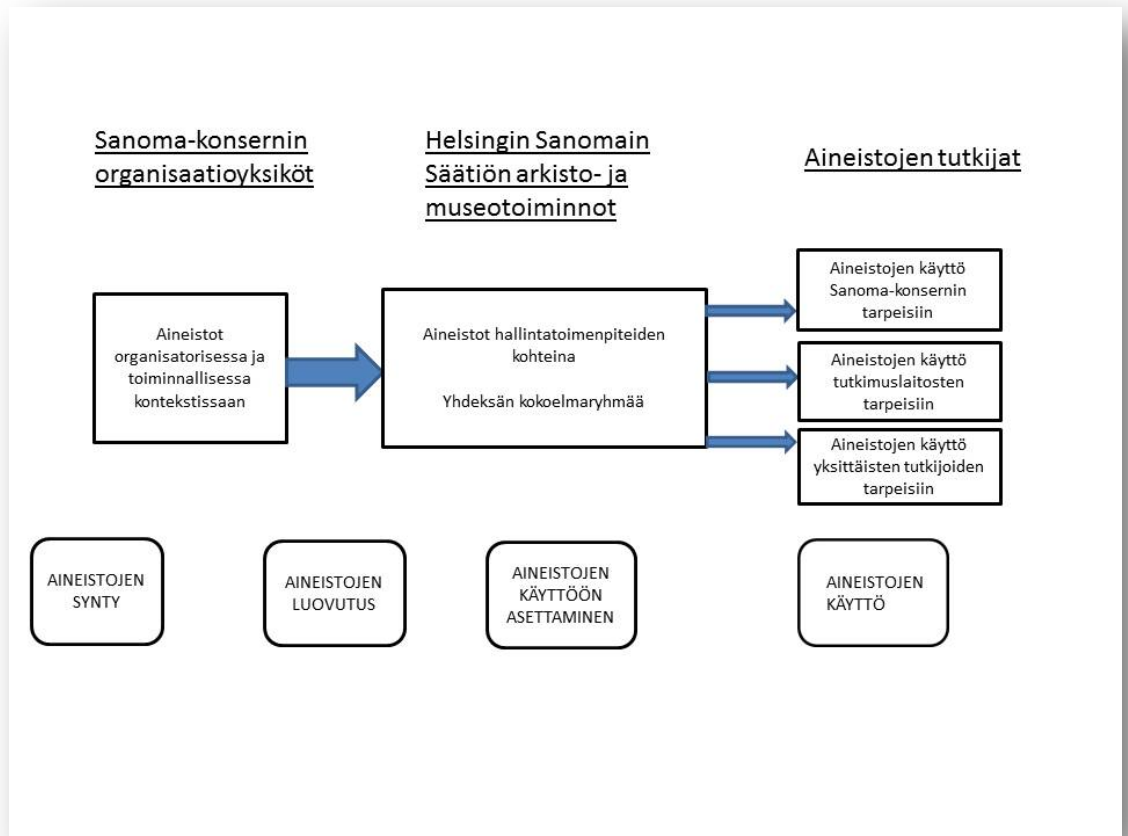 Sanoma-konsernin
organisaatioyksiköt
Helsingin Sanomain
Säätiön arkisto- ja
museotoiminnot
Aineistojen tutkijat
Aineistot
organisatorisessa ja
toiminnallisessa
kontekstissaan
Aineistot hallintatoimenpiteiden
kohteina
Yhdeksän kokoelmaryhmää
Aineistojen käyttö
Sanoma-konsernin
tarpeisiin
Aineistojen käyttö
tutkimuslaitosten
tarpeisiin
Aineistojen käyttö
yksittäisten tutkijoiden
tarpeisiin
AINEISTOJEN
SYNTY
AINEISTOJEN
LUOVUTUS
AINEISTOJEN
KÄYTTÖÖN
ASETTAMINEN
AINEISTOJEN
KÄYTTÖ